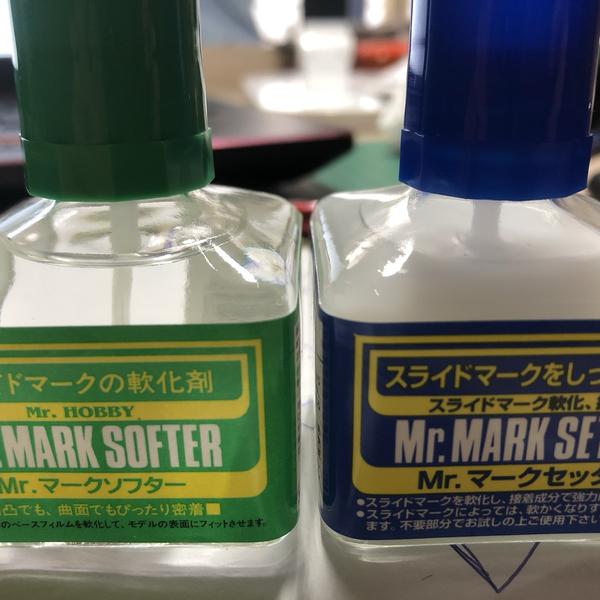 イドマークの軟化剤
Mr. HOBBY
. MARK SOFTER
Mr.マークソフター
凸でも、曲面でもぴったり密着■
のベースフィルムを軟化して、モデルの表面にフィットさせます。
スライドマークをしっ
スライドマーク軟化、
Mr. MARK SE
Mr.マークセッ
●スライドマークを軟化し、接着成分で強力
●スライドマークによっては、軟かくなりす
ます。不要部分でお試しの上ご使用下さい